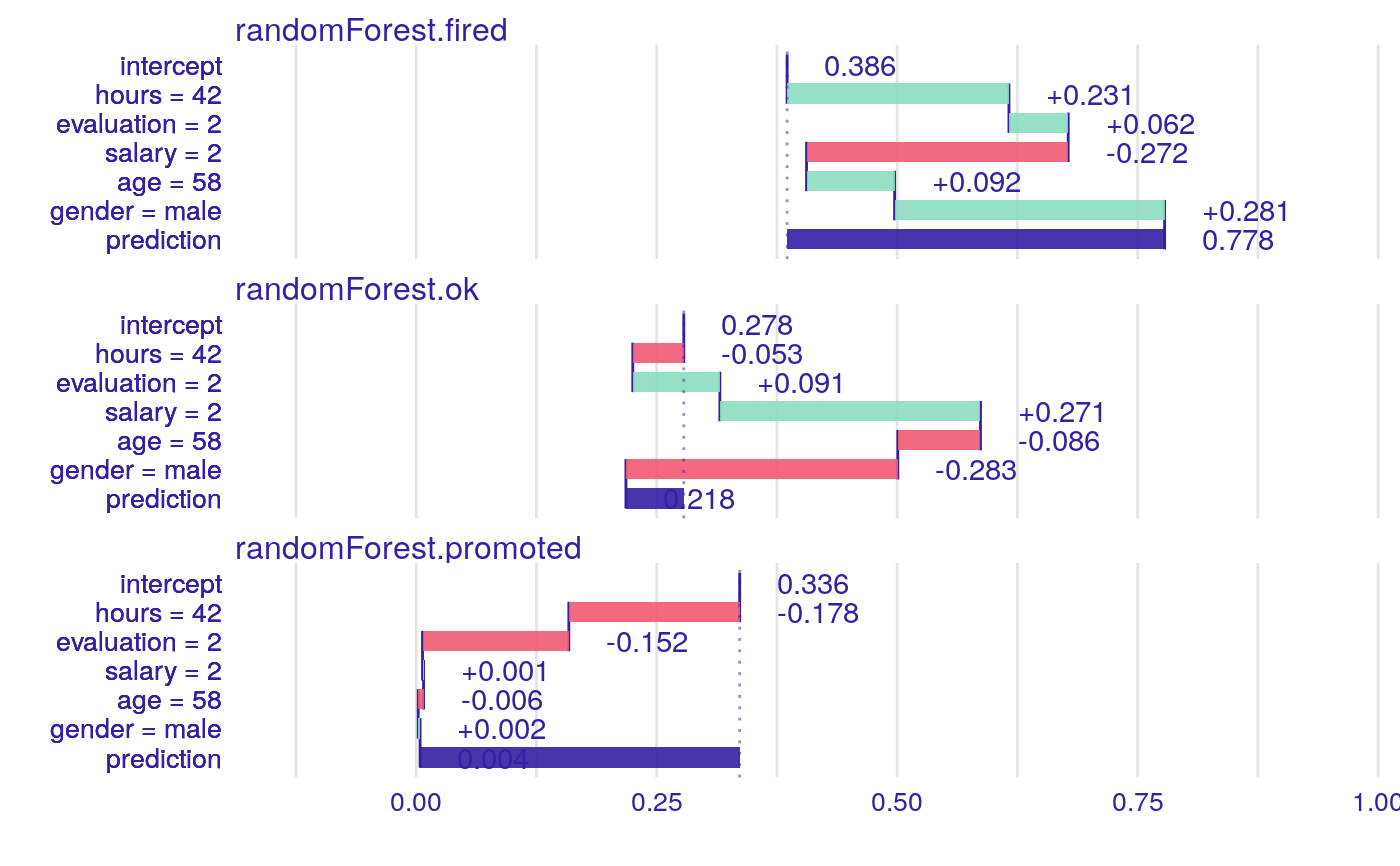 randomForest.fired
intercept 0.386
hours = 42 +0.231
evaluation = 2 +0.062
salary = 2 -0.272
age = 58 +0.092
gender = male +0.281
prediction 0.778
randomForest.ok
intercept 0.278
hours = 42 -0.053
evaluation = 2 +0.091
salary = 2 +0.271
age = 58 -0.086
gender = male -0.283
prediction 0.218
randomForest.promoted
intercept 0.336
hours = 42 -0.178
evaluation = 2 -0.152
salary = 2 +0.001
age = 58 -0.006
gender = male +0.002
prediction 0.004
0.00 0.25 0.50 0.75 1.00